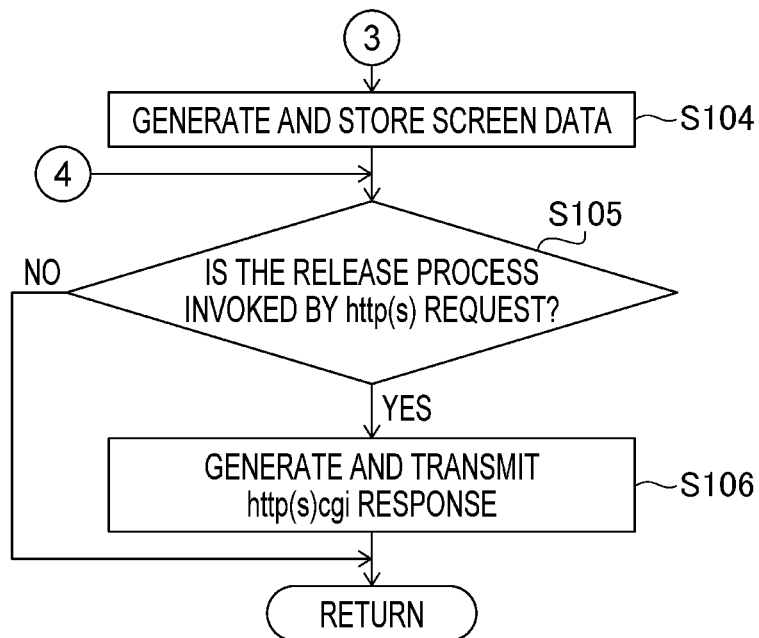 3
GENERATE AND STORE SCREEN DATA
S104
4
S105
IS THE RELEASE PROCESS
INVOKED BY http(s) REQUEST?
NO
YES
GENERATE AND TRANSMIT
http(s)cgi RESPONSE
S106
RETURN